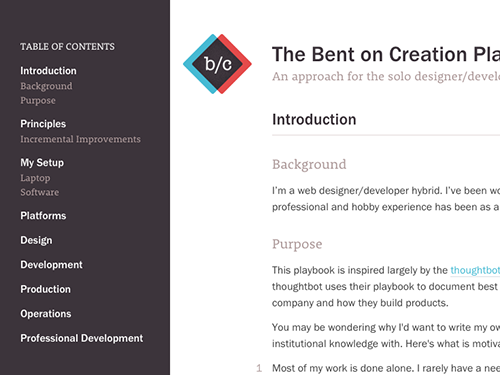 TABLE OF CONTENTS
Introduction
Background
Purpose
Principles
Incremental Improvements
My Setup
Laptop
Software
Platforms
Design
Development
Production
Operations
Professional Development
b/c
The Bent on Creation Pla
An approach for the solo designer/develo
Introduction
Background
I'm a web designer/developer hybrid. I've been wo
professional and hobby experience has been as a
Purpose
This playbook is inspired largely by the thoughtbot
thoughtbot uses their playbook to document best
company and how they build products.
You may be wondering why I'd want to write my ow
institutional knowledge with. Here's what is motiva
1 Most of my work is done alone. I rarely have a nee